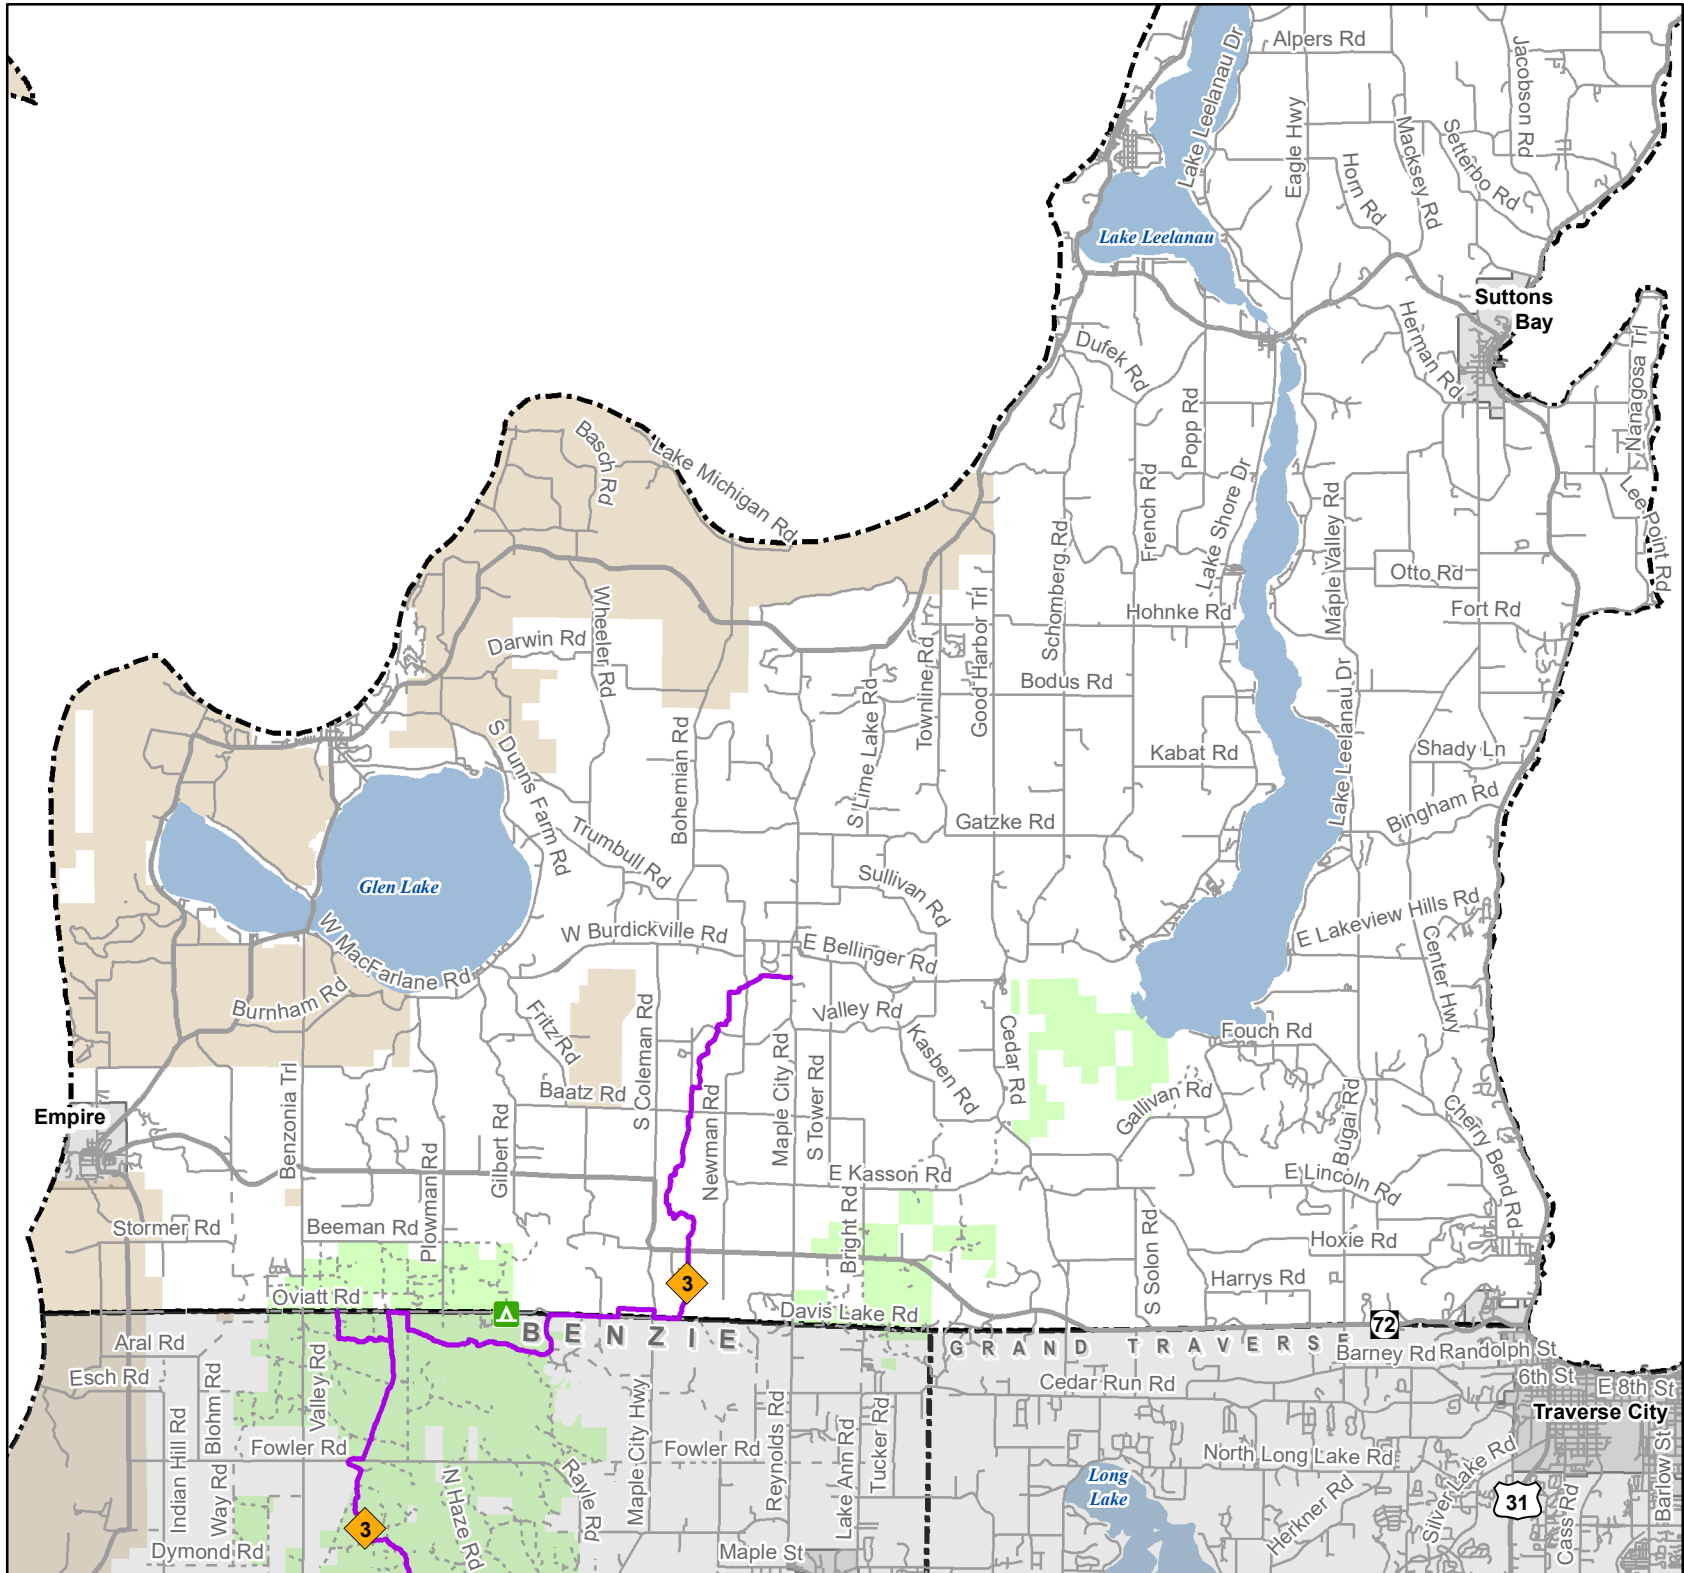 Alpers Rd
Lake Leelanau Dr
Jacobson Rd
Eagle Hwy
Macksey Rd
Setterbo Rd
Horn Rd
Lake Leelanau
Suttons
Bay
Herman Rd
Dufek Rd
Nanagosa Trl
Popp Rd
Basch Rd
Lake Michigan Rd
French Rd
Lake Shore Dr
Maple Valley Rd
Lee Point Rd
Schomberg Rd
Otto Rd
Wheeler Rd
Good Harbor Trl
Hohnke Rd
Fort Rd
Darwin Rd
Townline Rd
Bodus Rd
S Lime Lake Rd
Lake Leelanau Dr
S Dunns Farm Rd
Bohemian Rd
Kabat Rd
Shady Ln
Bingham Rd
Gatzke Rd
Trumbull Rd
Glen Lake
Sullivan Rd
W Burdickville Rd
E Bellinger Rd
E Lakeview Hills Rd
W MacFarlane Rd
Center Hwy
Burnham Rd
Fritz Rd
S Coleman Rd
Valley Rd
Kasben Rd
Cedar Rd
Fouch Rd
Baatz Rd
Maple City Rd
S Tower Rd
Newman Rd
Gallivan Rd
Bugai Rd
Cherry Bend Rd
Empire
Benzonia Trl
Gilbert Rd
Plowman Rd
E Kasson Rd
E Lincoln Rd
Stormer Rd
Beeman Rd
Bright Rd
S Solon Rd
Hoxie Rd
Harrys Rd
3
Oviatt Rd
Davis Lake Rd
72
BENZIE
GRAND TRAVERSE
Aral Rd
Barney Rd
Randolph St
Esch Rd
Cedar Run Rd
6th St
E 8th St
Traverse City
Valley Rd
Blohm Rd
Indian Hill Rd
Way Rd
Fowler Rd
Maple City Hwy
Fowler Rd
Reynolds Rd
Lake Ann Rd
Tucker Rd
North Long Lake Rd
Silver Lake Rd
Barlow St
Long
Lake
N Haze Rd
Rayle Rd
Herkner Rd
31
Cass Rd
3
Dymond Rd
Maple St